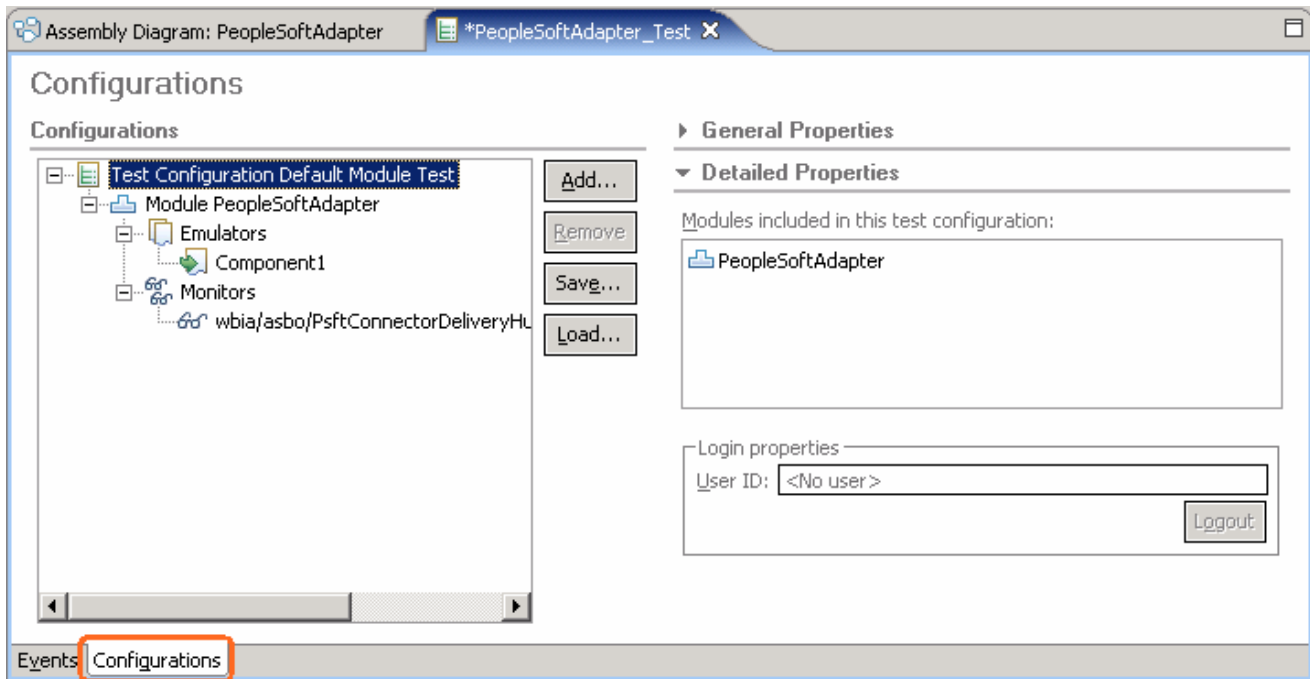 Assembly Diagram: PeopleSoftAdapter
*PeopleSoftAdapter_Test
Configurations
Configurations
Test Configuration Default Module Test
Module PeopleSoftAdapter
Emulators
Component1
Monitors
wbia/asbo/PsftConnectorDeliveryHu
Add...
Remove
Save...
Load...
General Properties
Detailed Properties
Modules included in this test configuration:
PeopleSoftAdapter
Login properties
User ID: <No user>
Logout
Events
Configurations